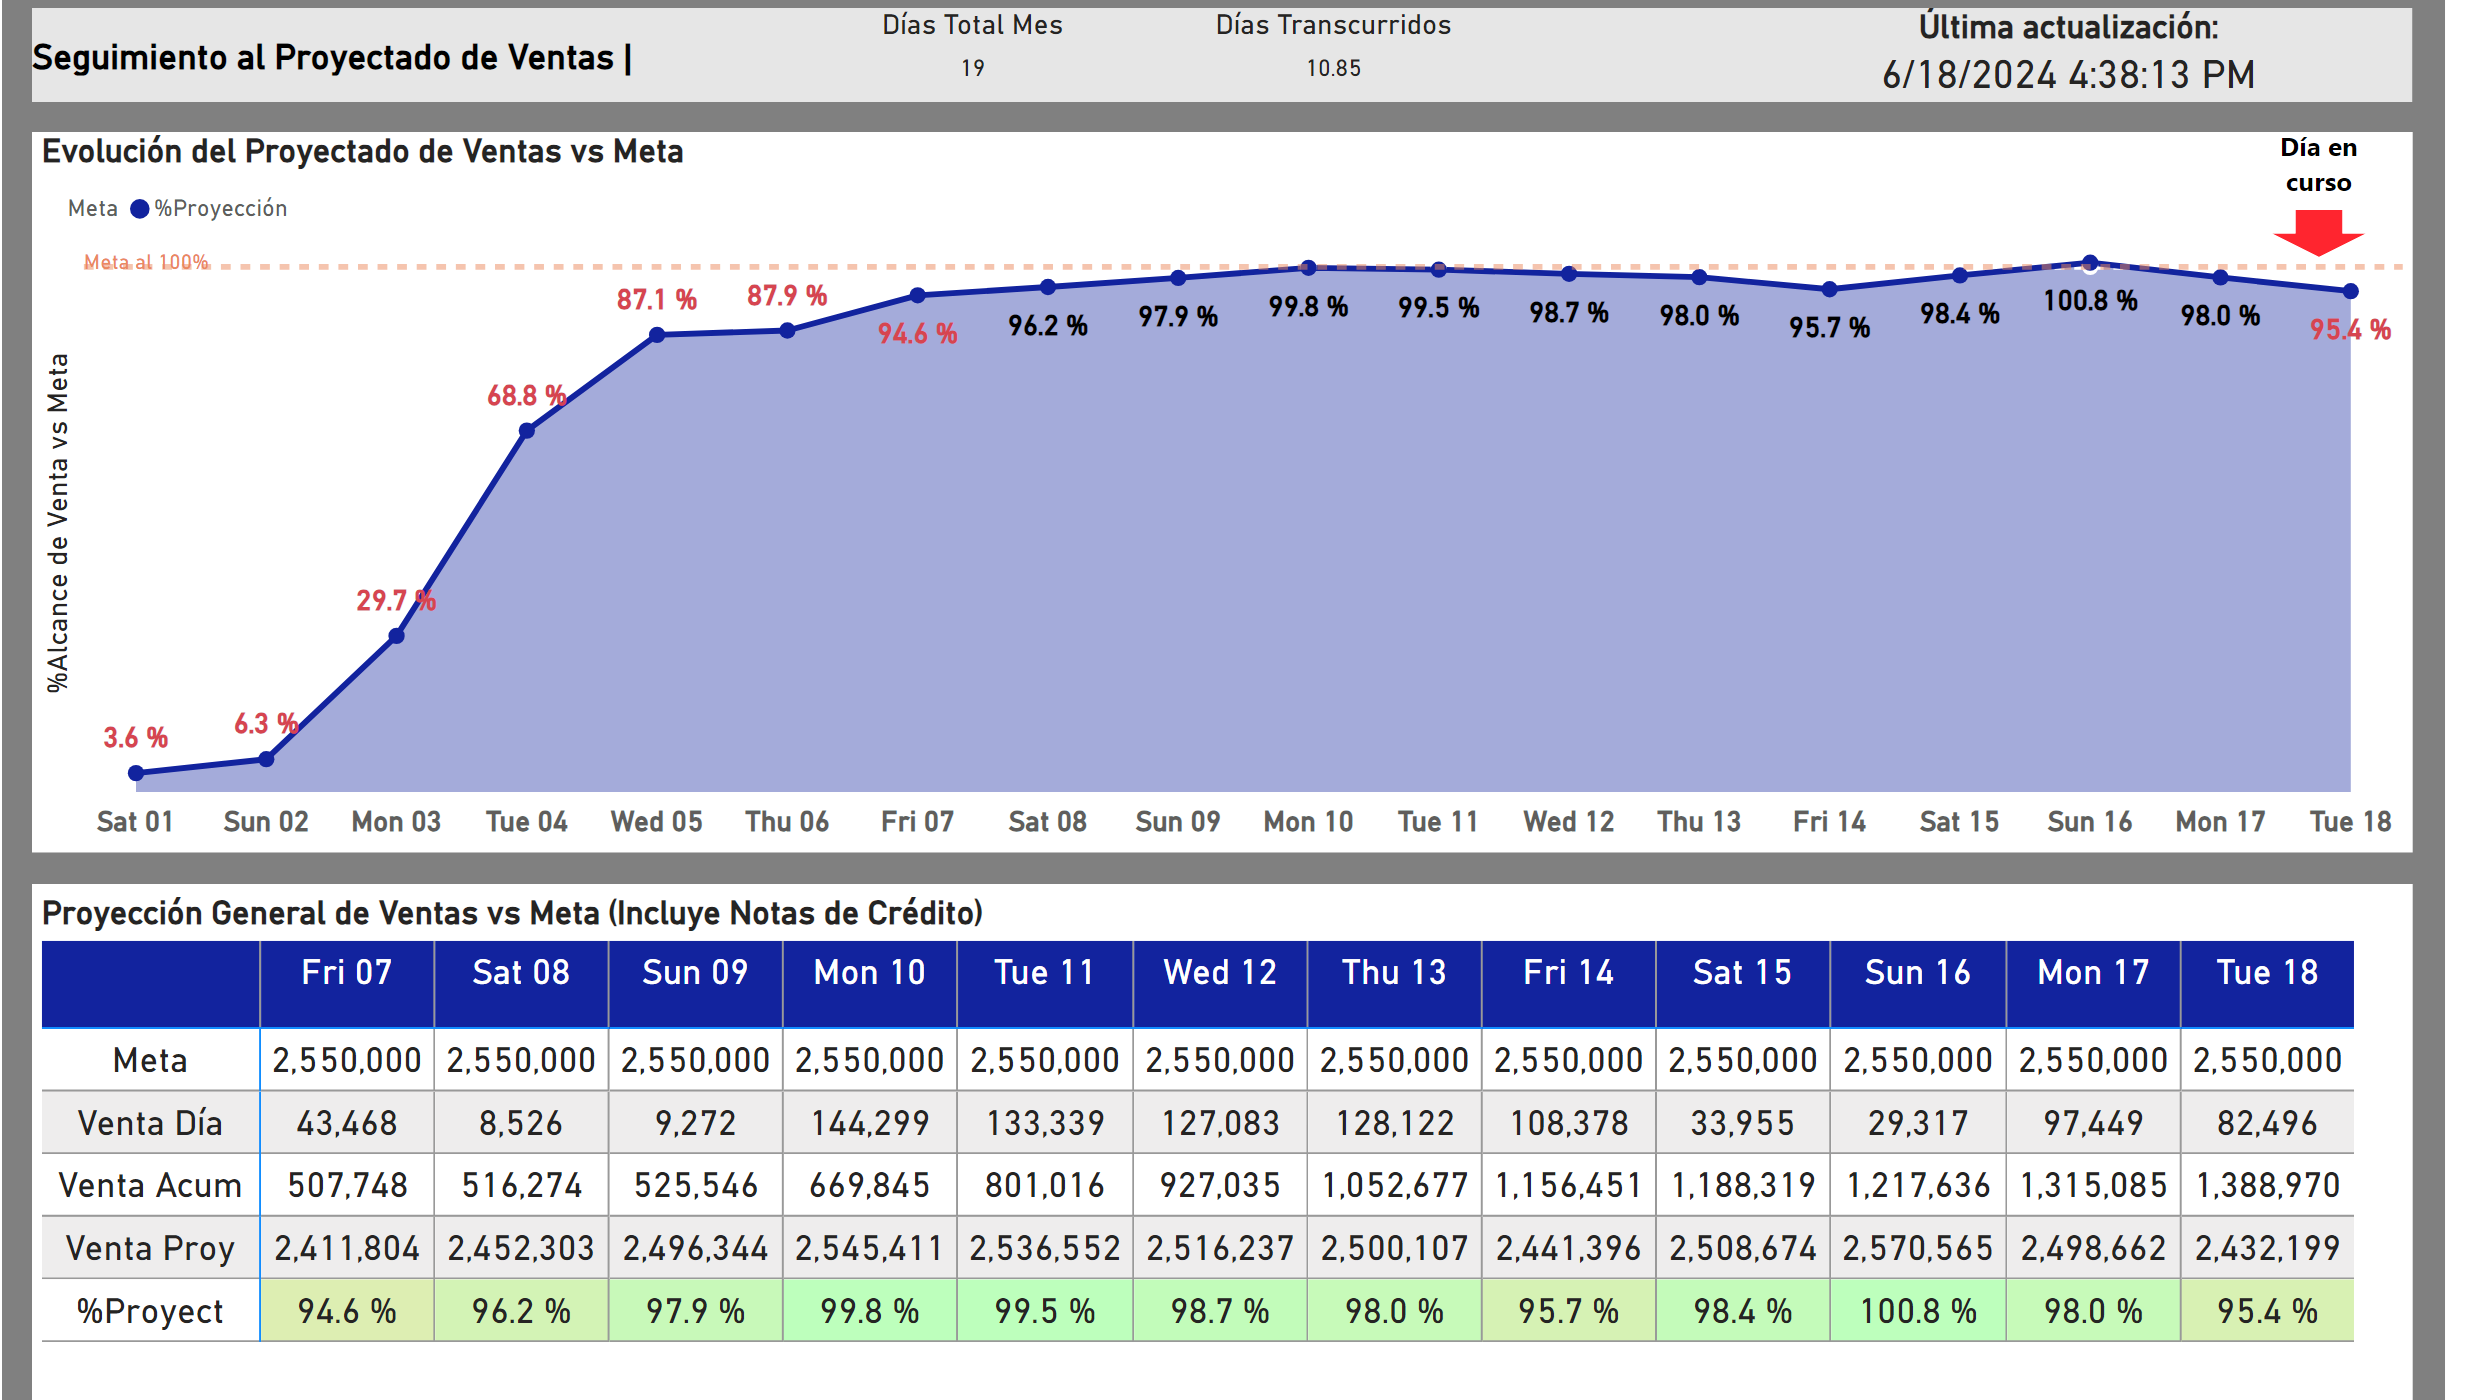 Seguimiento al Proyectado de Ventas |
Días Total Mes
19
Días Transcurridos
10.85
Última actualización:
6/18/2024 4:38:13 PM
Evolución del Proyectado de Ventas vs Meta
Día en
curso
Meta %Proyección
Meta al 100%
%Alcance de Venta vs Meta
3.6 % 6.3 % 29.7 % 68.8 % 87.1 % 87.9 % 94.6 % 96.2 % 97.9 % 99.8 % 99.5 % 98.7 % 98.0 % 95.7 % 98.4 % 100.8 % 98.0 % 95.4 %
Sat 01 Sun 02 Mon 03 Tue 04 Wed 05 Thu 06 Fri 07 Sat 08 Sun 09 Mon 10 Tue 11 Wed 12 Thu 13 Fri 14 Sat 15 Sun 16 Mon 17 Tue 18
Proyección General de Ventas vs Meta (Incluye Notas de Crédito)
Fri 07 Sat 08 Sun 09 Mon 10 Tue 11 Wed 12 Thu 13 Fri 14 Sat 15 Sun 16 Mon 17 Tue 18
Meta 2,550,000 2,550,000 2,550,000 2,550,000 2,550,000 2,550,000 2,550,000 2,550,000 2,550,000 2,550,000 2,550,000 2,550,000
Venta Día 43,468 8,526 9,272 144,299 133,339 127,083 128,122 108,378 33,955 29,317 97,449 82,496
Venta Acum 507,748 516,274 525,546 669,845 801,016 927,035 1,052,677 1,156,451 1,188,319 1,217,636 1,315,085 1,388,970
Venta Proy 2,411,804 2,452,303 2,496,344 2,545,411 2,536,552 2,516,237 2,500,107 2,441,396 2,508,674 2,570,565 2,498,662 2,432,199
%Proyect 94.6 % 96.2 % 97.9 % 99.8 % 99.5 % 98.7 % 98.0 % 95.7 % 98.4 % 100.8 % 98.0 % 95.4 %